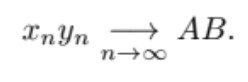 $x_n y_n \underset{n \to \infty}{\longrightarrow} AB.$